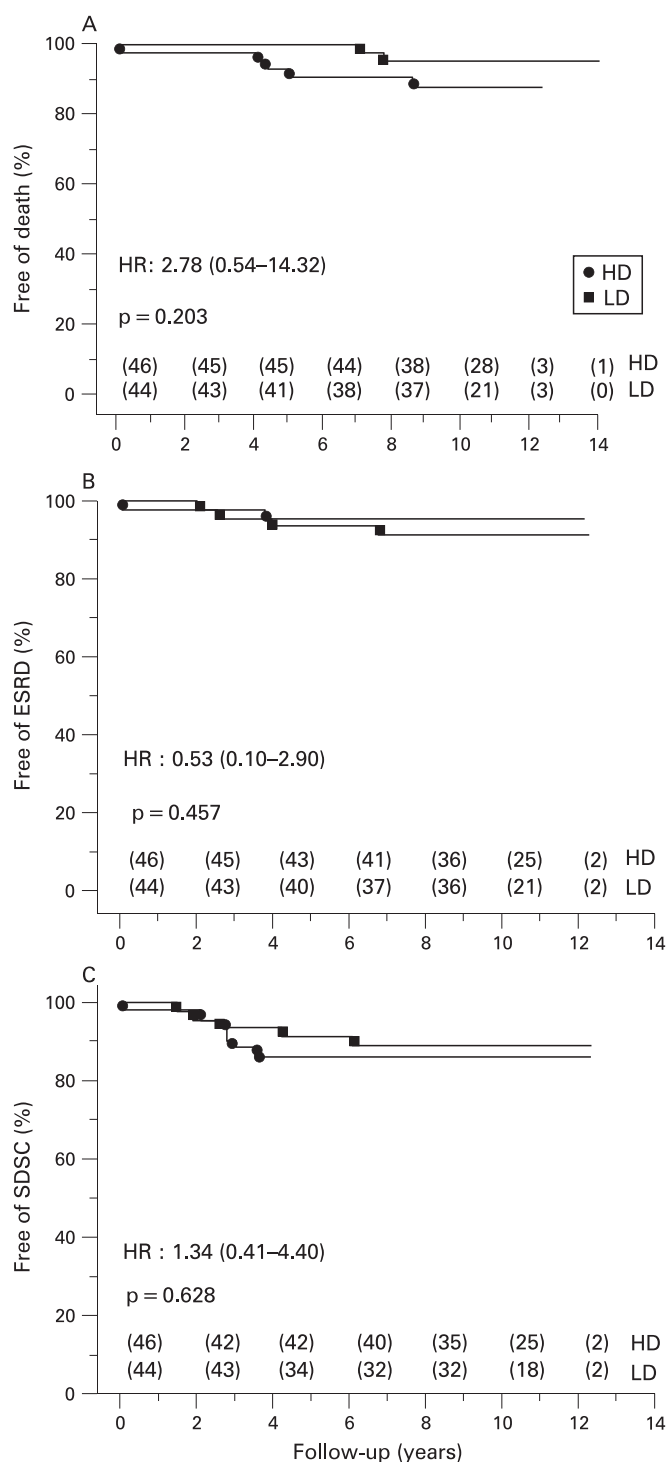 A
100
80
60
40
20
0
Free of death (%)
HR: 2.78 (0.54–14.32)
p = 0.203
HD
LD
(46) (45) (45) (44) (38) (28) (3) (1) HD
(44) (43) (41) (38) (37) (21) (3) (0) LD
0 2 4 6 8 10 12 14
B
100
80
60
40
20
0
Free of ESRD (%)
HR : 0.53 (0.10–2.90)
p = 0.457
(46) (45) (43) (41) (36) (25) (2) HD
(44) (43) (40) (37) (36) (21) (2) LD
0 2 4 6 8 10 12 14
C
100
80
60
40
20
0
Free of SDSC (%)
HR : 1.34 (0.41–4.40)
p = 0.628
(46) (42) (42) (40) (35) (25) (2) HD
(44) (43) (34) (32) (32) (18) (2) LD
0 2 4 6 8 10 12 14
Follow-up (years)